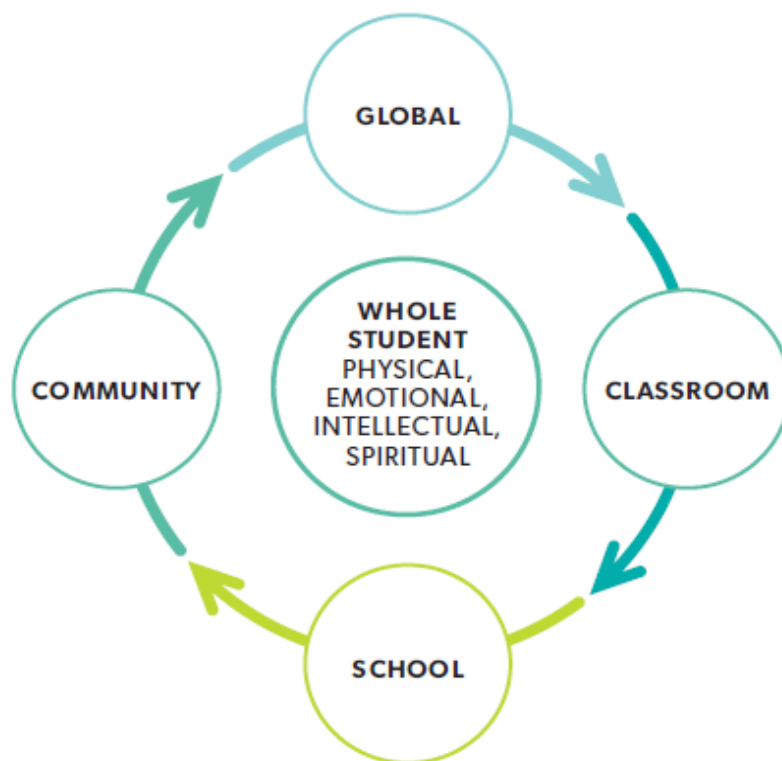 GLOBAL
WHOLE
STUDENT
PHYSICAL,
EMOTIONAL,
INTELLECTUAL,
SPIRITUAL
COMMUNITY
CLASSROOM
SCHOOL